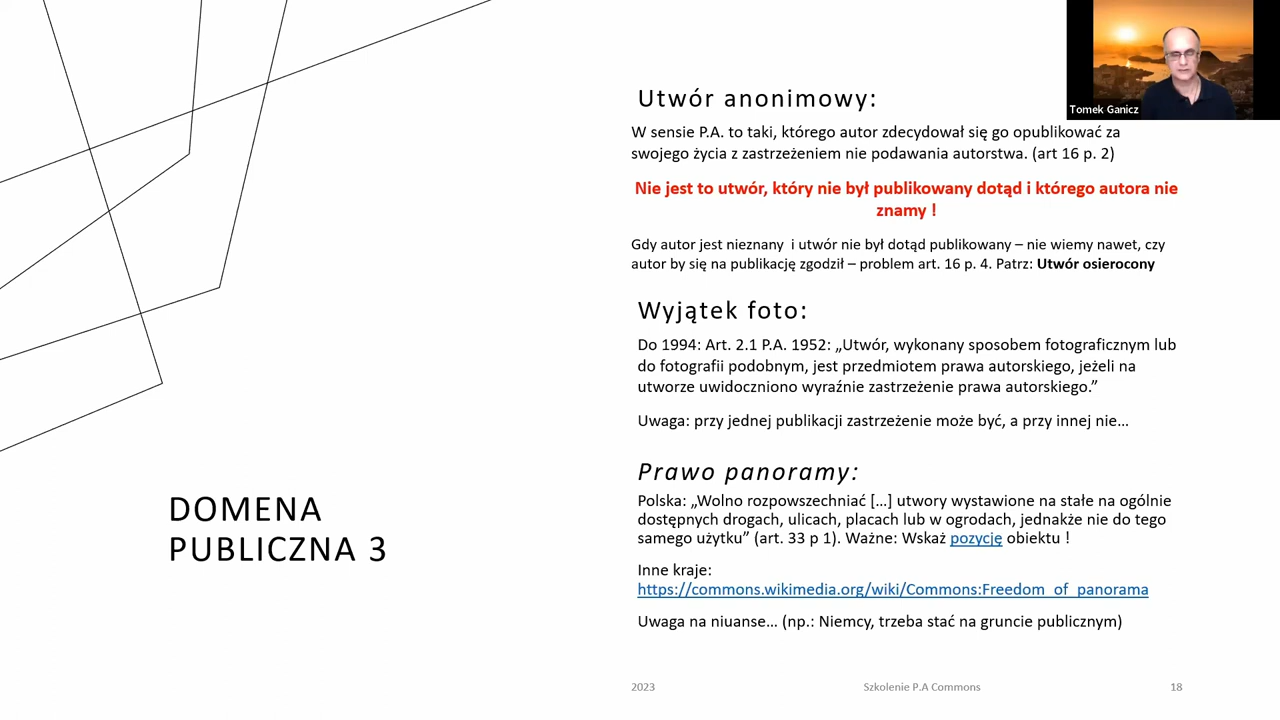 Tomek Ganicz
Utwór anonimowy:
W sensie P.A. to taki, którego autor zdecydował się go opublikować za
swojego życia z zastrzeżeniem nie podawania autorstwa. (art 16 p. 2)
Nie jest to utwór, który nie był publikowany dotąd i którego autora nie
znamy !
Gdy autor jest nieznany  i utwór nie był dotąd publikowany – nie wiemy nawet, czy
autor by się na publikację zgodził – problem art. 16 p. 4. Patrz: Utwór osierocony
Wyjątek foto:
Do 1994: Art. 2.1 P.A. 1952: „Utwór, wykonany sposobem fotograficznym lub
do fotografii podobnym, jest przedmiotem prawa autorskiego, jeżeli na
utworze uwidoczniono wyraźnie zastrzeżenie prawa autorskiego.”
Uwaga: przy jednej publikacji zastrzeżenie może być, a przy innej nie…
Prawo panoramy:
Polska: „Wolno rozpowszechniać […] utwory wystawione na stałe na ogólnie
dostępnych drogach, ulicach, placach lub w ogrodach, jednakże nie do tego
samego użytku” (art. 33 p 1). Ważne: Wskaż pozycję obiektu !
Inne kraje:
https://commons.wikimedia.org/wiki/Commons:Freedom_of_panorama
Uwaga na niuanse… (np.: Niemcy, trzeba stać na gruncie publicznym)
DOMENA
PUBLICZNA 3
2023
Szkolenie P.A Commons
18